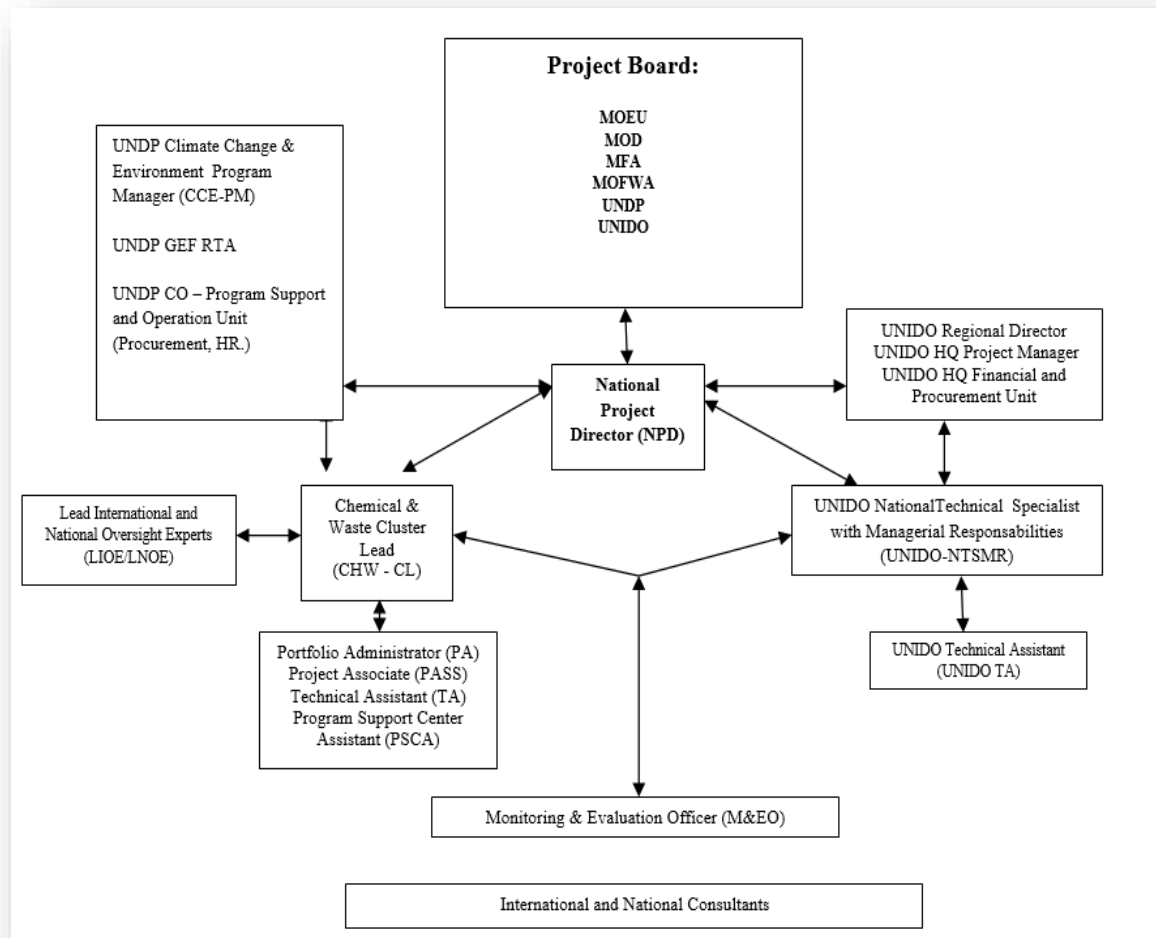 Project Board:
MOEU
MOD
MFA
MOFWA
UNDP
UNIDO
UNDP Climate Change &
Environment Program
Manager (CCE-PM)
UNDP GEF RTA
UNDP CO – Program Support
and Operation Unit
(Procurement, HR.)
National
Project
Director (NPD)
UNIDO Regional Director
UNIDO HQ Project Manager
UNIDO HQ Financial and
Procurement Unit
Lead International and
National Oversight Experts
(LIOE/LNOE)
Chemical &
Waste Cluster
Lead
(CHW - CL)
UNIDO NationalTechnical Specialist
with Managerial Responsabilities
(UNIDO-NTSMR)
Portfolio Administrator (PA)
Project Associate (PASS)
Technical Assistant (TA)
Program Support Center
Assistant (PSCA)
UNIDO Technical Assistant
(UNIDO TA)
Monitoring & Evaluation Officer (M&EO)
International and National Consultants